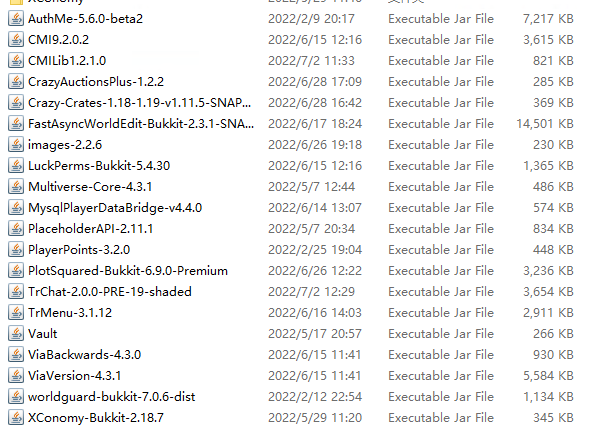 AuthMe-5.6.0-beta2 2022/2/9 20:17 Executable Jar File 7,217 KB
CMI9.2.0.2 2022/6/15 12:16 Executable Jar File 3,615 KB
CMILib1.2.1.0 2022/7/2 11:33 Executable Jar File 821 KB
CrazyAuctionsPlus-1.2.2 2022/6/28 17:09 Executable Jar File 285 KB
Crazy-Crates-1.18-1.19-v1.11.5-SNAP... 2022/6/28 16:42 Executable Jar File 369 KB
FastAsyncWorldEdit-Bukkit-2.3.1-SNA... 2022/6/17 18:24 Executable Jar File 14,501 KB
images-2.2.6 2022/6/26 19:18 Executable Jar File 230 KB
LuckPerms-Bukkit-5.4.30 2022/6/15 12:16 Executable Jar File 1,365 KB
Multiverse-Core-4.3.1 2022/5/7 12:44 Executable Jar File 486 KB
MysqlPlayerDataBridge-v4.4.0 2022/6/14 13:07 Executable Jar File 574 KB
PlaceholderAPI-2.11.1 2022/5/7 20:34 Executable Jar File 834 KB
PlayerPoints-3.2.0 2022/2/25 19:04 Executable Jar File 448 KB
PlotSquared-Bukkit-6.9.0-Premium 2022/6/26 12:22 Executable Jar File 3,236 KB
TrChat-2.0.0-PRE-19-shaded 2022/7/2 12:29 Executable Jar File 3,654 KB
TrMenu-3.1.12 2022/6/16 14:03 Executable Jar File 2,911 KB
Vault 2022/5/17 20:57 Executable Jar File 266 KB
ViaBackwards-4.3.0 2022/6/15 11:41 Executable Jar File 930 KB
ViaVersion-4.3.1 2022/6/15 11:41 Executable Jar File 5,584 KB
worldguard-bukkit-7.0.6-dist 2022/2/12 22:54 Executable Jar File 1,134 KB
XConomy-Bukkit-2.18.7 2022/5/29 11:20 Executable Jar File 345 KB